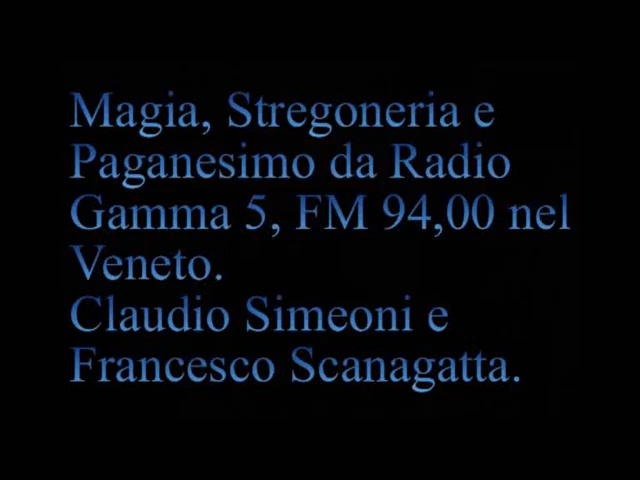 Magia, Stregoneria e
Paganesimo da Radio
Gamma 5, FM 94,00 nel
Veneto.
Claudio Simeoni e
Francesco Scanagatta.